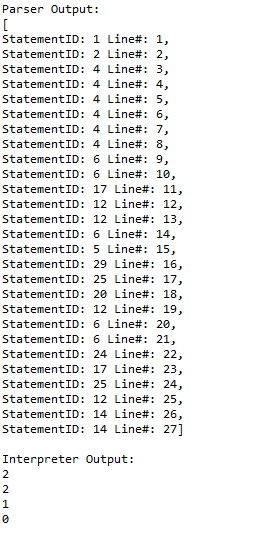 Parser Output:
[
StatementID: 1 Line#: 1,
StatementID: 2 Line#: 2,
StatementID: 4 Line#: 3,
StatementID: 4 Line#: 4,
StatementID: 4 Line#: 5,
StatementID: 4 Line#: 6,
StatementID: 4 Line#: 7,
StatementID: 4 Line#: 8,
StatementID: 6 Line#: 9,
StatementID: 6 Line#: 10,
StatementID: 17 Line#: 11,
StatementID: 12 Line#: 12,
StatementID: 12 Line#: 13,
StatementID: 6 Line#: 14,
StatementID: 5 Line#: 15,
StatementID: 29 Line#: 16,
StatementID: 25 Line#: 17,
StatementID: 20 Line#: 18,
StatementID: 12 Line#: 19,
StatementID: 6 Line#: 20,
StatementID: 6 Line#: 21,
StatementID: 24 Line#: 22,
StatementID: 17 Line#: 23,
StatementID: 25 Line#: 24,
StatementID: 12 Line#: 25,
StatementID: 14 Line#: 26,
StatementID: 14 Line#: 27]
Interpreter Output:
2
2
1
0